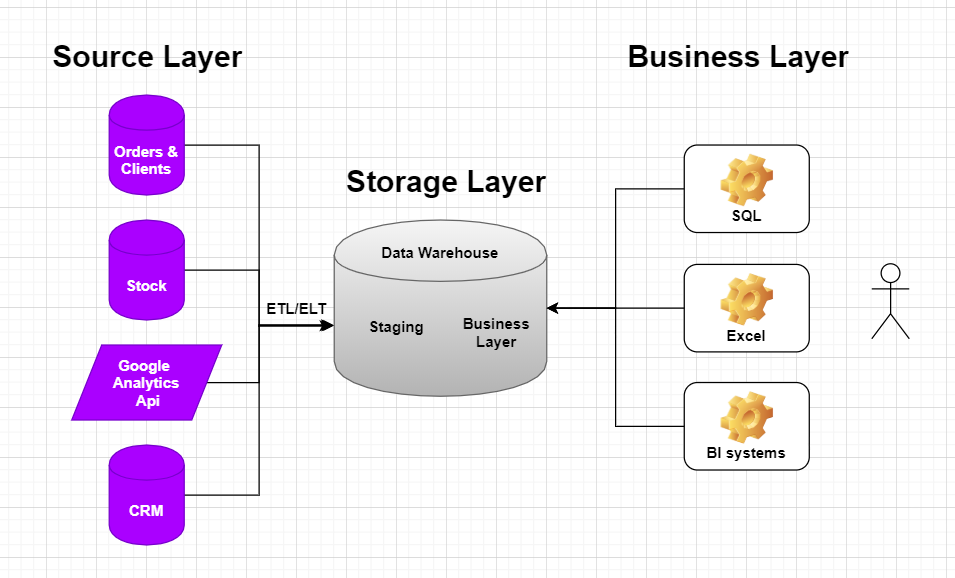 Source Layer
Business Layer
Orders &
Clients
Stock
Google
Analytics
Api
CRM
ETL/ELT
Storage Layer
Data Warehouse
Staging
Business
Layer
SQL
Excel
BI systems